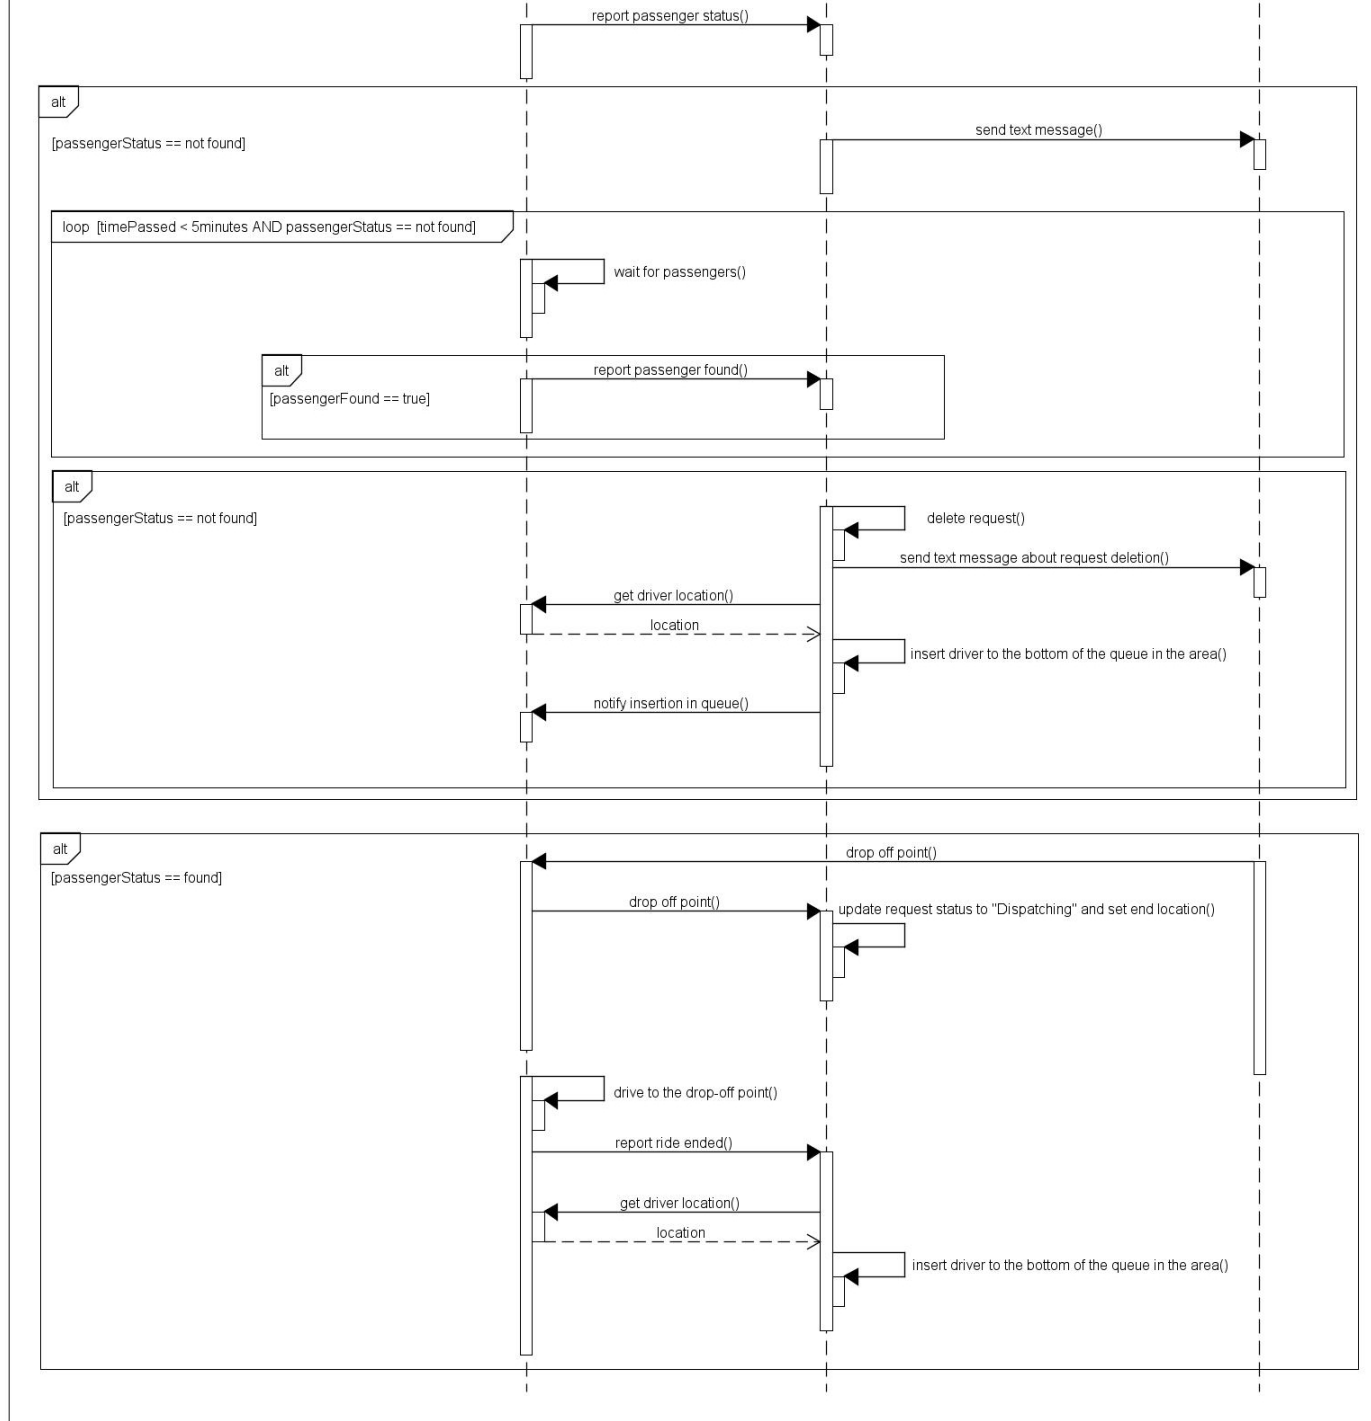 report passenger status()
alt
[passengerStatus == not found]
send text message()
loop [timePassed < 5minutes AND passengerStatus == not found]
wait for passengers()
alt
report passenger found()
[passengerFound == true]
alt
[passengerStatus == not found]
delete request()
send text message about request deletion()
get driver location()
location
insert driver to the bottom of the queue in the area()
notify insertion in queue()
alt
drop off point()
[passengerStatus == found]
drop off point()
update request status to "Dispatching" and set end location()
drive to the drop-off point()
report ride ended()
get driver location()
location
insert driver to the bottom of the queue in the area()